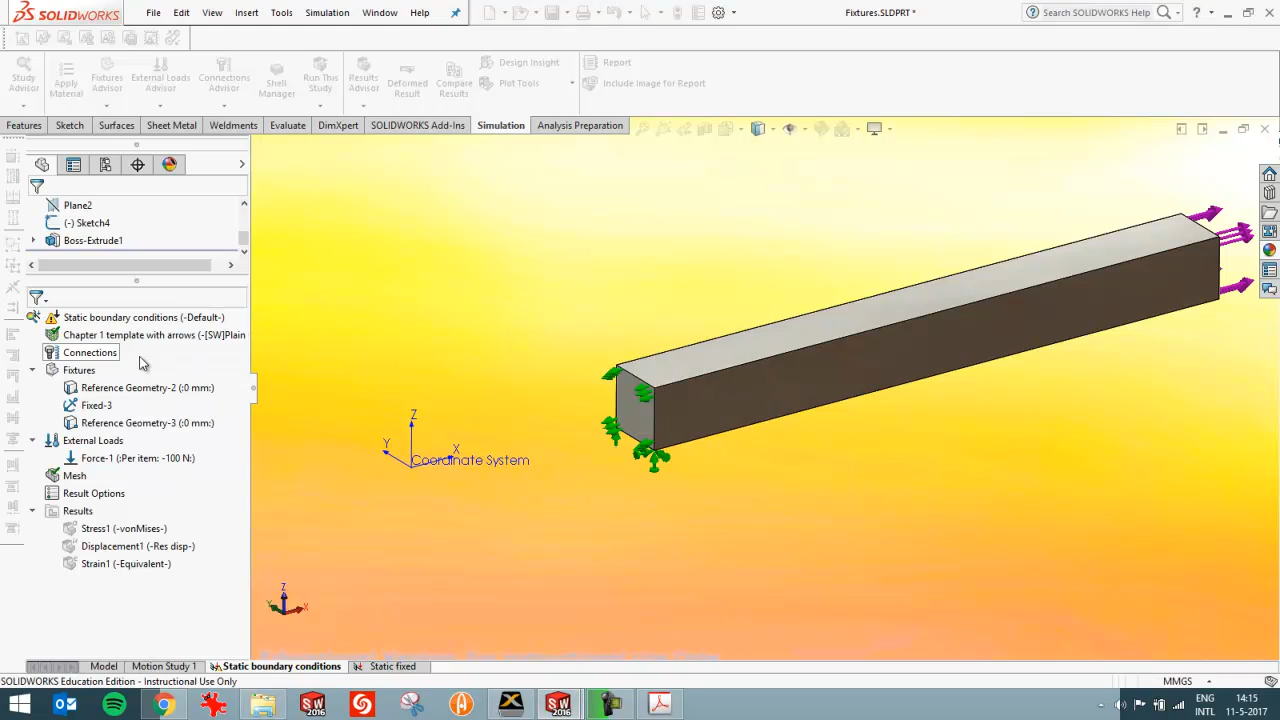 SOLIDWORKS File Edit View Insert Tools Simulation Window Help Fixtures.SLDPRT * Search SOLIDWORKS Help ?
Study Advisor
Apply Material
Fixtures Advisor
External Loads Advisor
Connections Advisor
Shell Manager
Run This Study
Results Advisor
Deformed Result
Compare Results
Design Insight
Plot Tools
Report
Include Image for Report
Features Sketch Surfaces Sheet Metal Weldments Evaluate DimXpert SOLIDWORKS Add-Ins Simulation Analysis Preparation
Plane2
(-) Sketch4
Boss-Extrude1
Static boundary conditions (-Default-)
Chapter 1 template with arrows (-[SW]Plain
Connections
Fixtures
Reference Geometry-2 (:0 mm:)
Fixed-3
Reference Geometry-3 (:0 mm:)
External Loads
Force-1 (:Per item: -100 N:)
Mesh
Result Options
Results
Stress1 (-vonMises-)
Displacement1 (-Res disp-)
Strain1 (-Equivalent-)
Z
Y
X
Coordinate System
Z
Y
X
Model Motion Study 1 Static boundary conditions Static fixed
SOLIDWORKS Education Edition - Instructional Use Only MMGS
SW 2016
SW 2016
ENG
INTL
14:15
11-5-2017